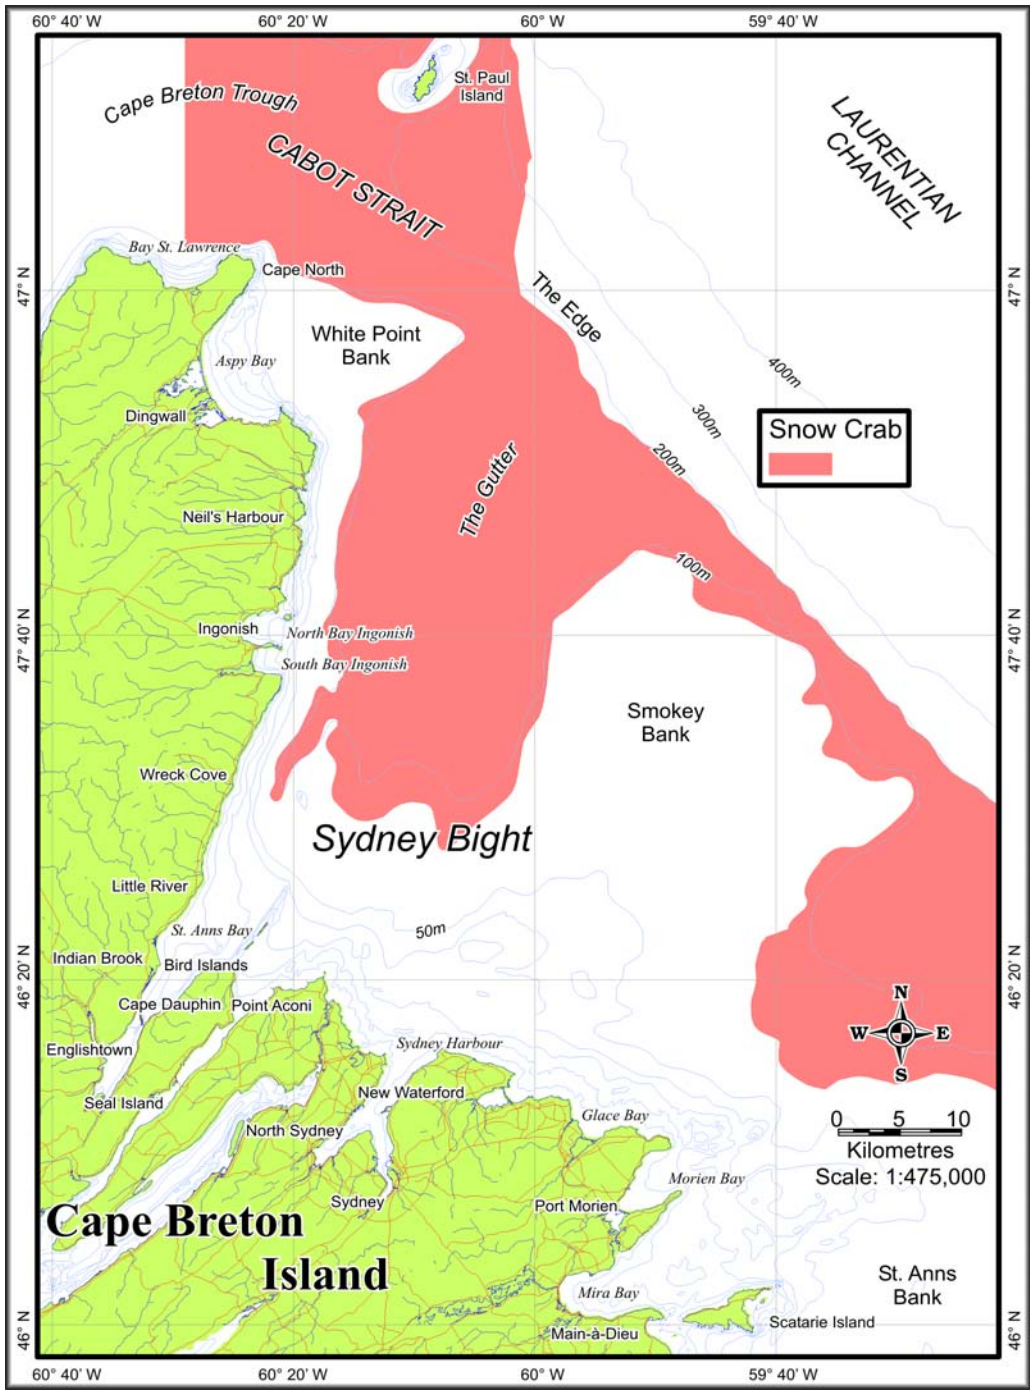 60° 40' W
60° 20' W
60° W
59° 40' W
St. Paul
Island
Cape Breton Trough
LAURENTIAN
CHANNEL
CABOT STRAIT
Bay St. Lawrence
Cape North
47° N
47° N
The Edge
White Point
Bank
Aspy Bay
400m
Dingwall
300m
Snow Crab
200m
The Gutter
Neil's Harbour
100m
Ingonish
North Bay Ingonish
47° 40' N
47° 40' N
South Bay Ingonish
Smokey
Bank
Wreck Cove
Sydney Bight
Little River
St. Anns Bay
50m
Indian Brook
Bird Islands
46° 20' N
46° 20' N
N
Cape Dauphin
Point Aconi
W
E
Englishtown
Sydney Harbour
S
New Waterford
Seal Island
Glace Bay
0 5 10
North Sydney
Kilometres
Scale: 1:475,000
Morien Bay
Sydney
Port Morien
Cape Breton
Island
St. Anns
Bank
Mira Bay
Scatarie Island
Main-à-Dieu
46° N
46° N
60° 40' W
60° 20' W
60° W
59° 40' W